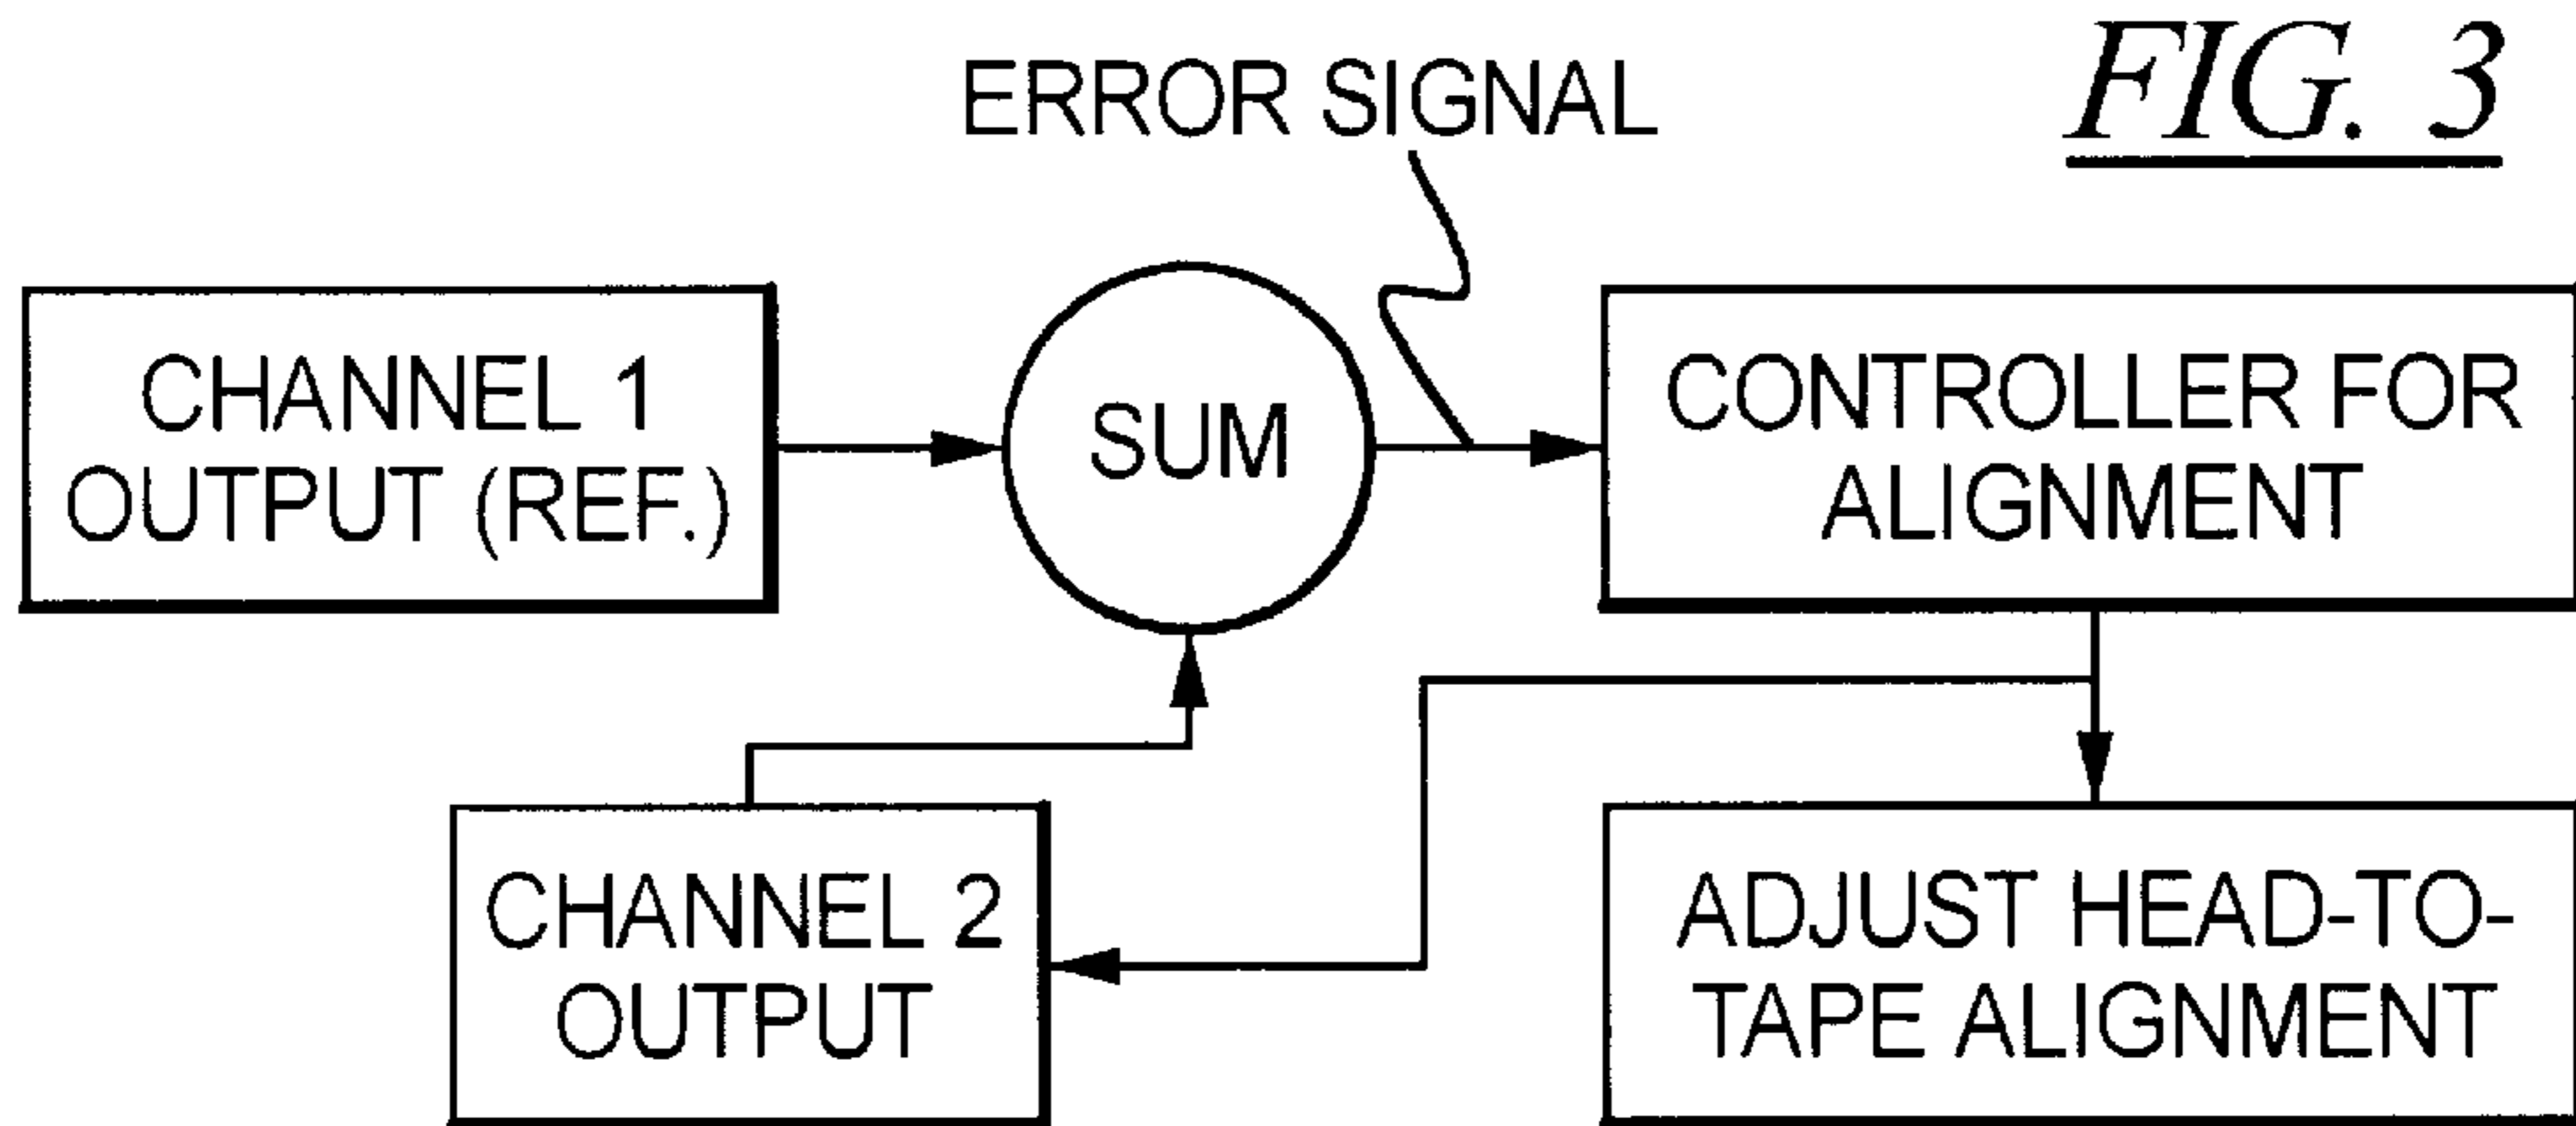 FIG. 3
ERROR SIGNAL
CHANNEL 1
OUTPUT (REF.)
SUM
CONTROLLER FOR
ALIGNMENT
CHANNEL 2
OUTPUT
ADJUST HEAD-TO-
TAPE ALIGNMENT